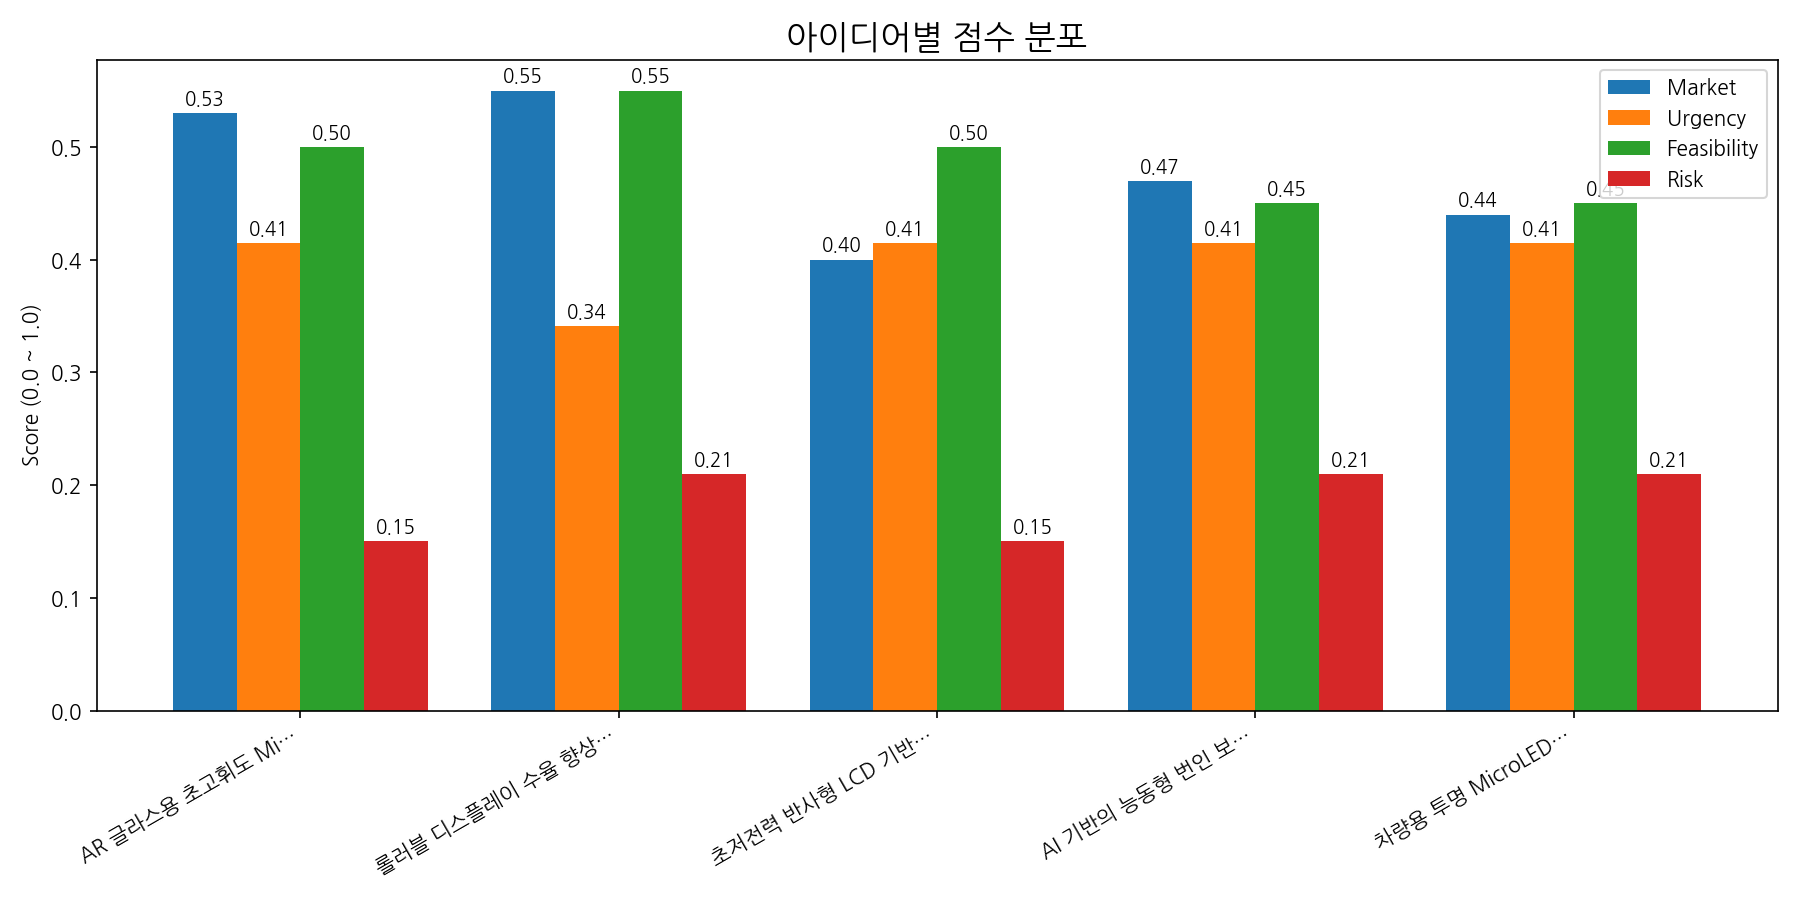 아이디어별 점수 분포
Score (0.0 ~ 1.0)
0.5
0.4
0.3
0.2
0.1
0.0
0.53
0.41
0.50
0.15
0.55
0.34
0.55
0.21
0.40
0.41
0.50
0.15
0.47
0.41
0.45
0.21
0.44
0.41
0.45
0.21
Market
Urgency
Feasibility
Risk
AR 글라스용 초고휘도 Mi…
롤러블 디스플레이 수율 향상…
초저전력 반사형 LCD 기반…
AI 기반의 능동형 번인 보…
차량용 투명 MicroLED…